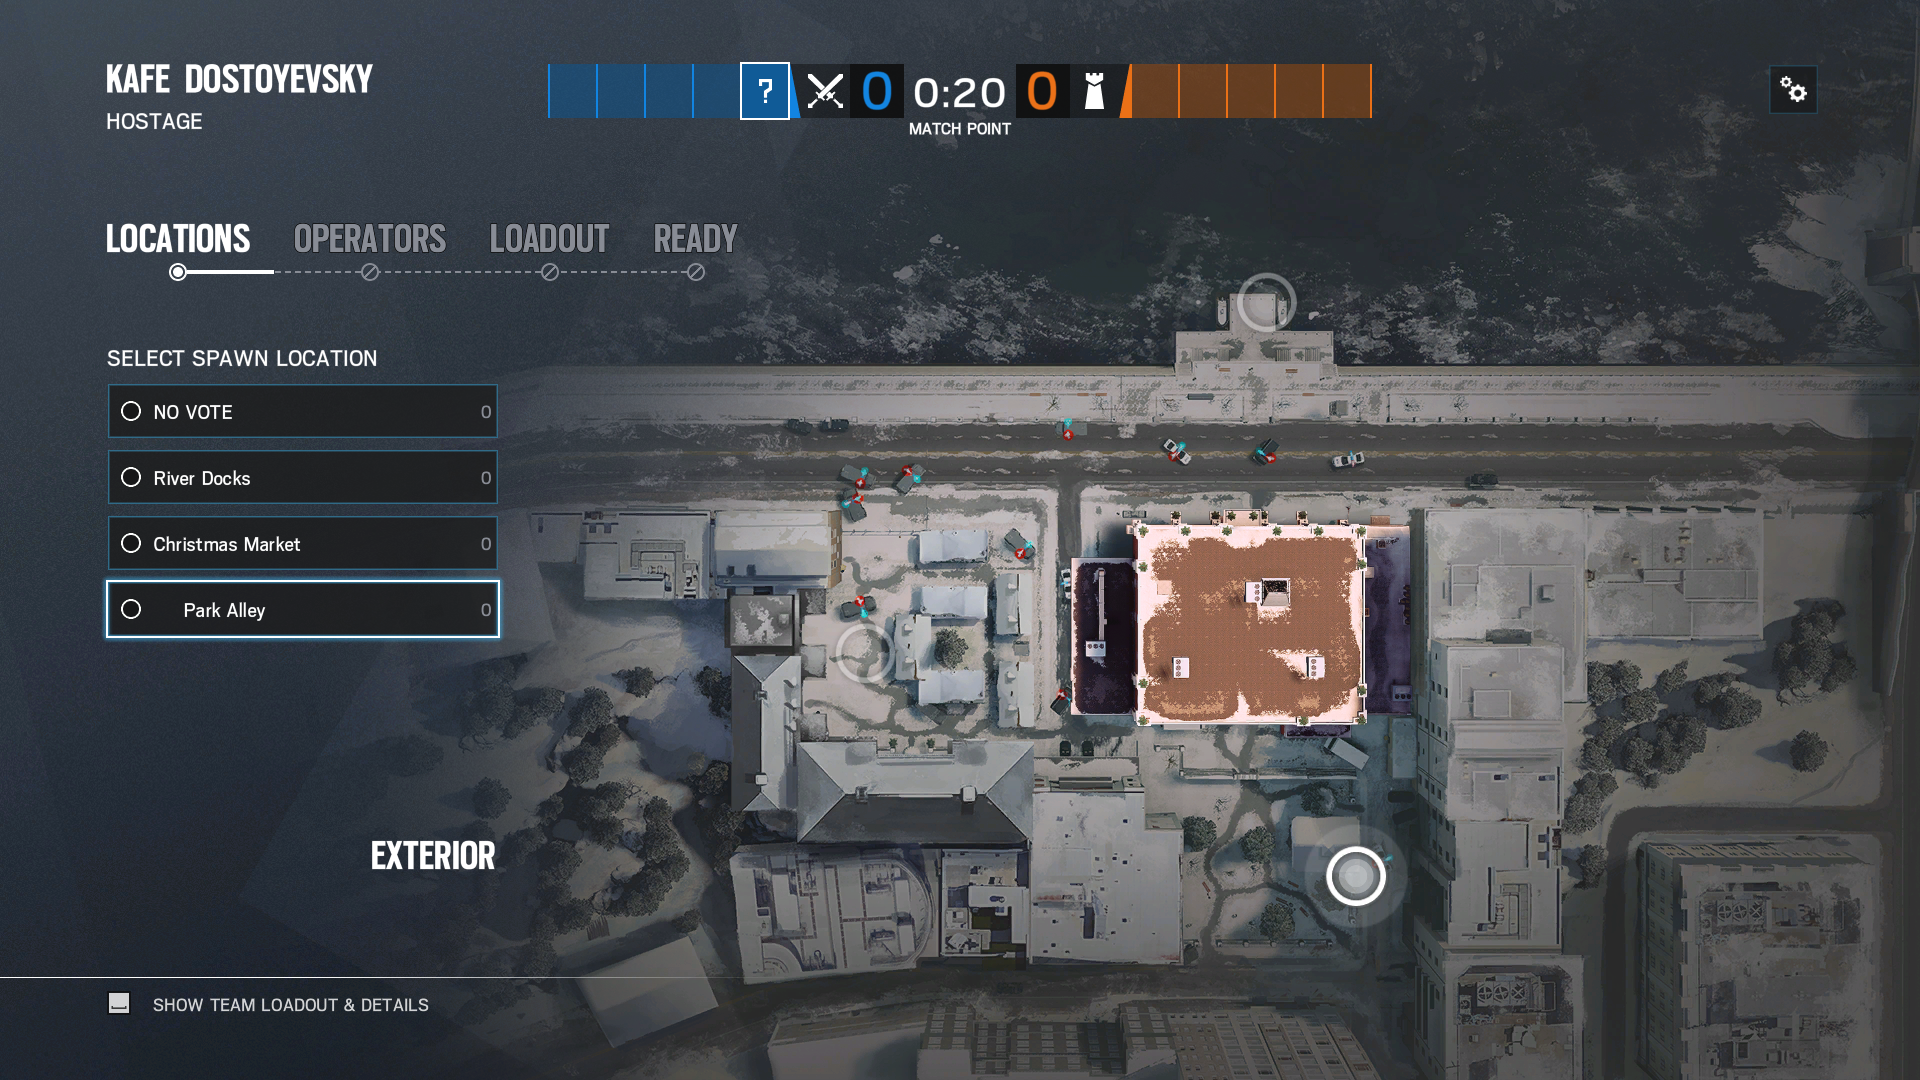 KAFE DOSTOYEVSKY
HOSTAGE
? 0 0:20 0
MATCH POINT
LOCATIONS OPERATORS LOADOUT READY
SELECT SPAWN LOCATION
NO VOTE 0
River Docks 0
Christmas Market 0
Park Alley 0
EXTERIOR
SHOW TEAM LOADOUT & DETAILS